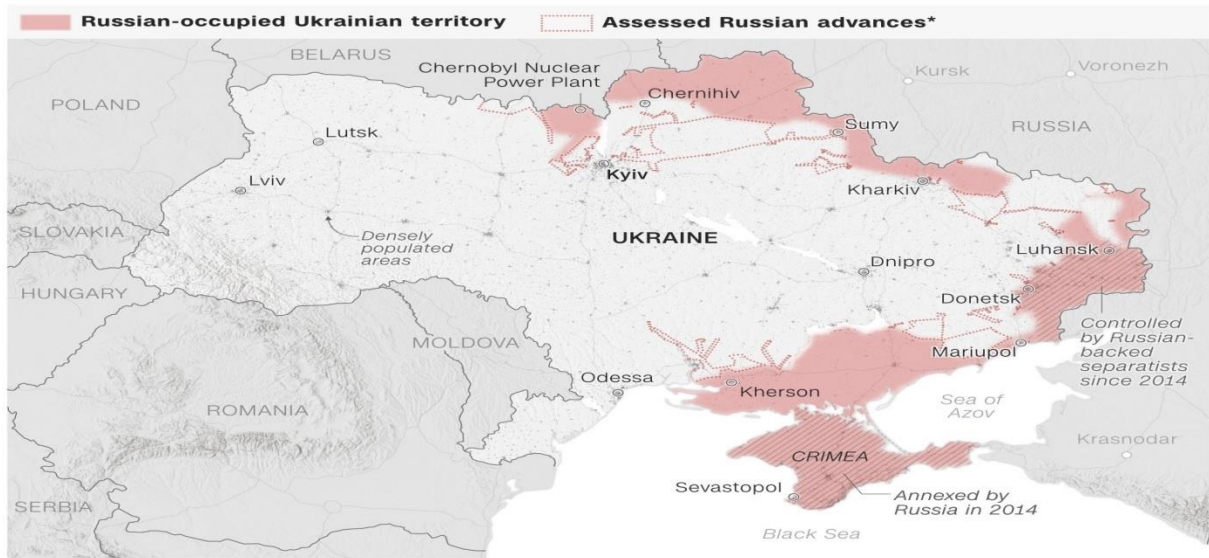 Russian-occupied Ukrainian territory
Assessed Russian advances*
BELARUS
Chernobyl Nuclear
Power Plant
Chernihiv
Kursk
Voronezh
POLAND
Lutsk
Sumy
RUSSIA
Kyiv
Kharkiv
Lviv
SLOVAKIA
Densely
populated
areas
UKRAINE
Luhansk
Dnipro
HUNGARY
Donetsk
MOLDOVA
Controlled
by Russian-
backed
separatists
since 2014
Mariupol
Odessa
Kherson
ROMANIA
Sea of
Azov
Krasnodar
CRIMEA
Sevastopol
Annexed by
Russia in 2014
SERBIA
Black Sea